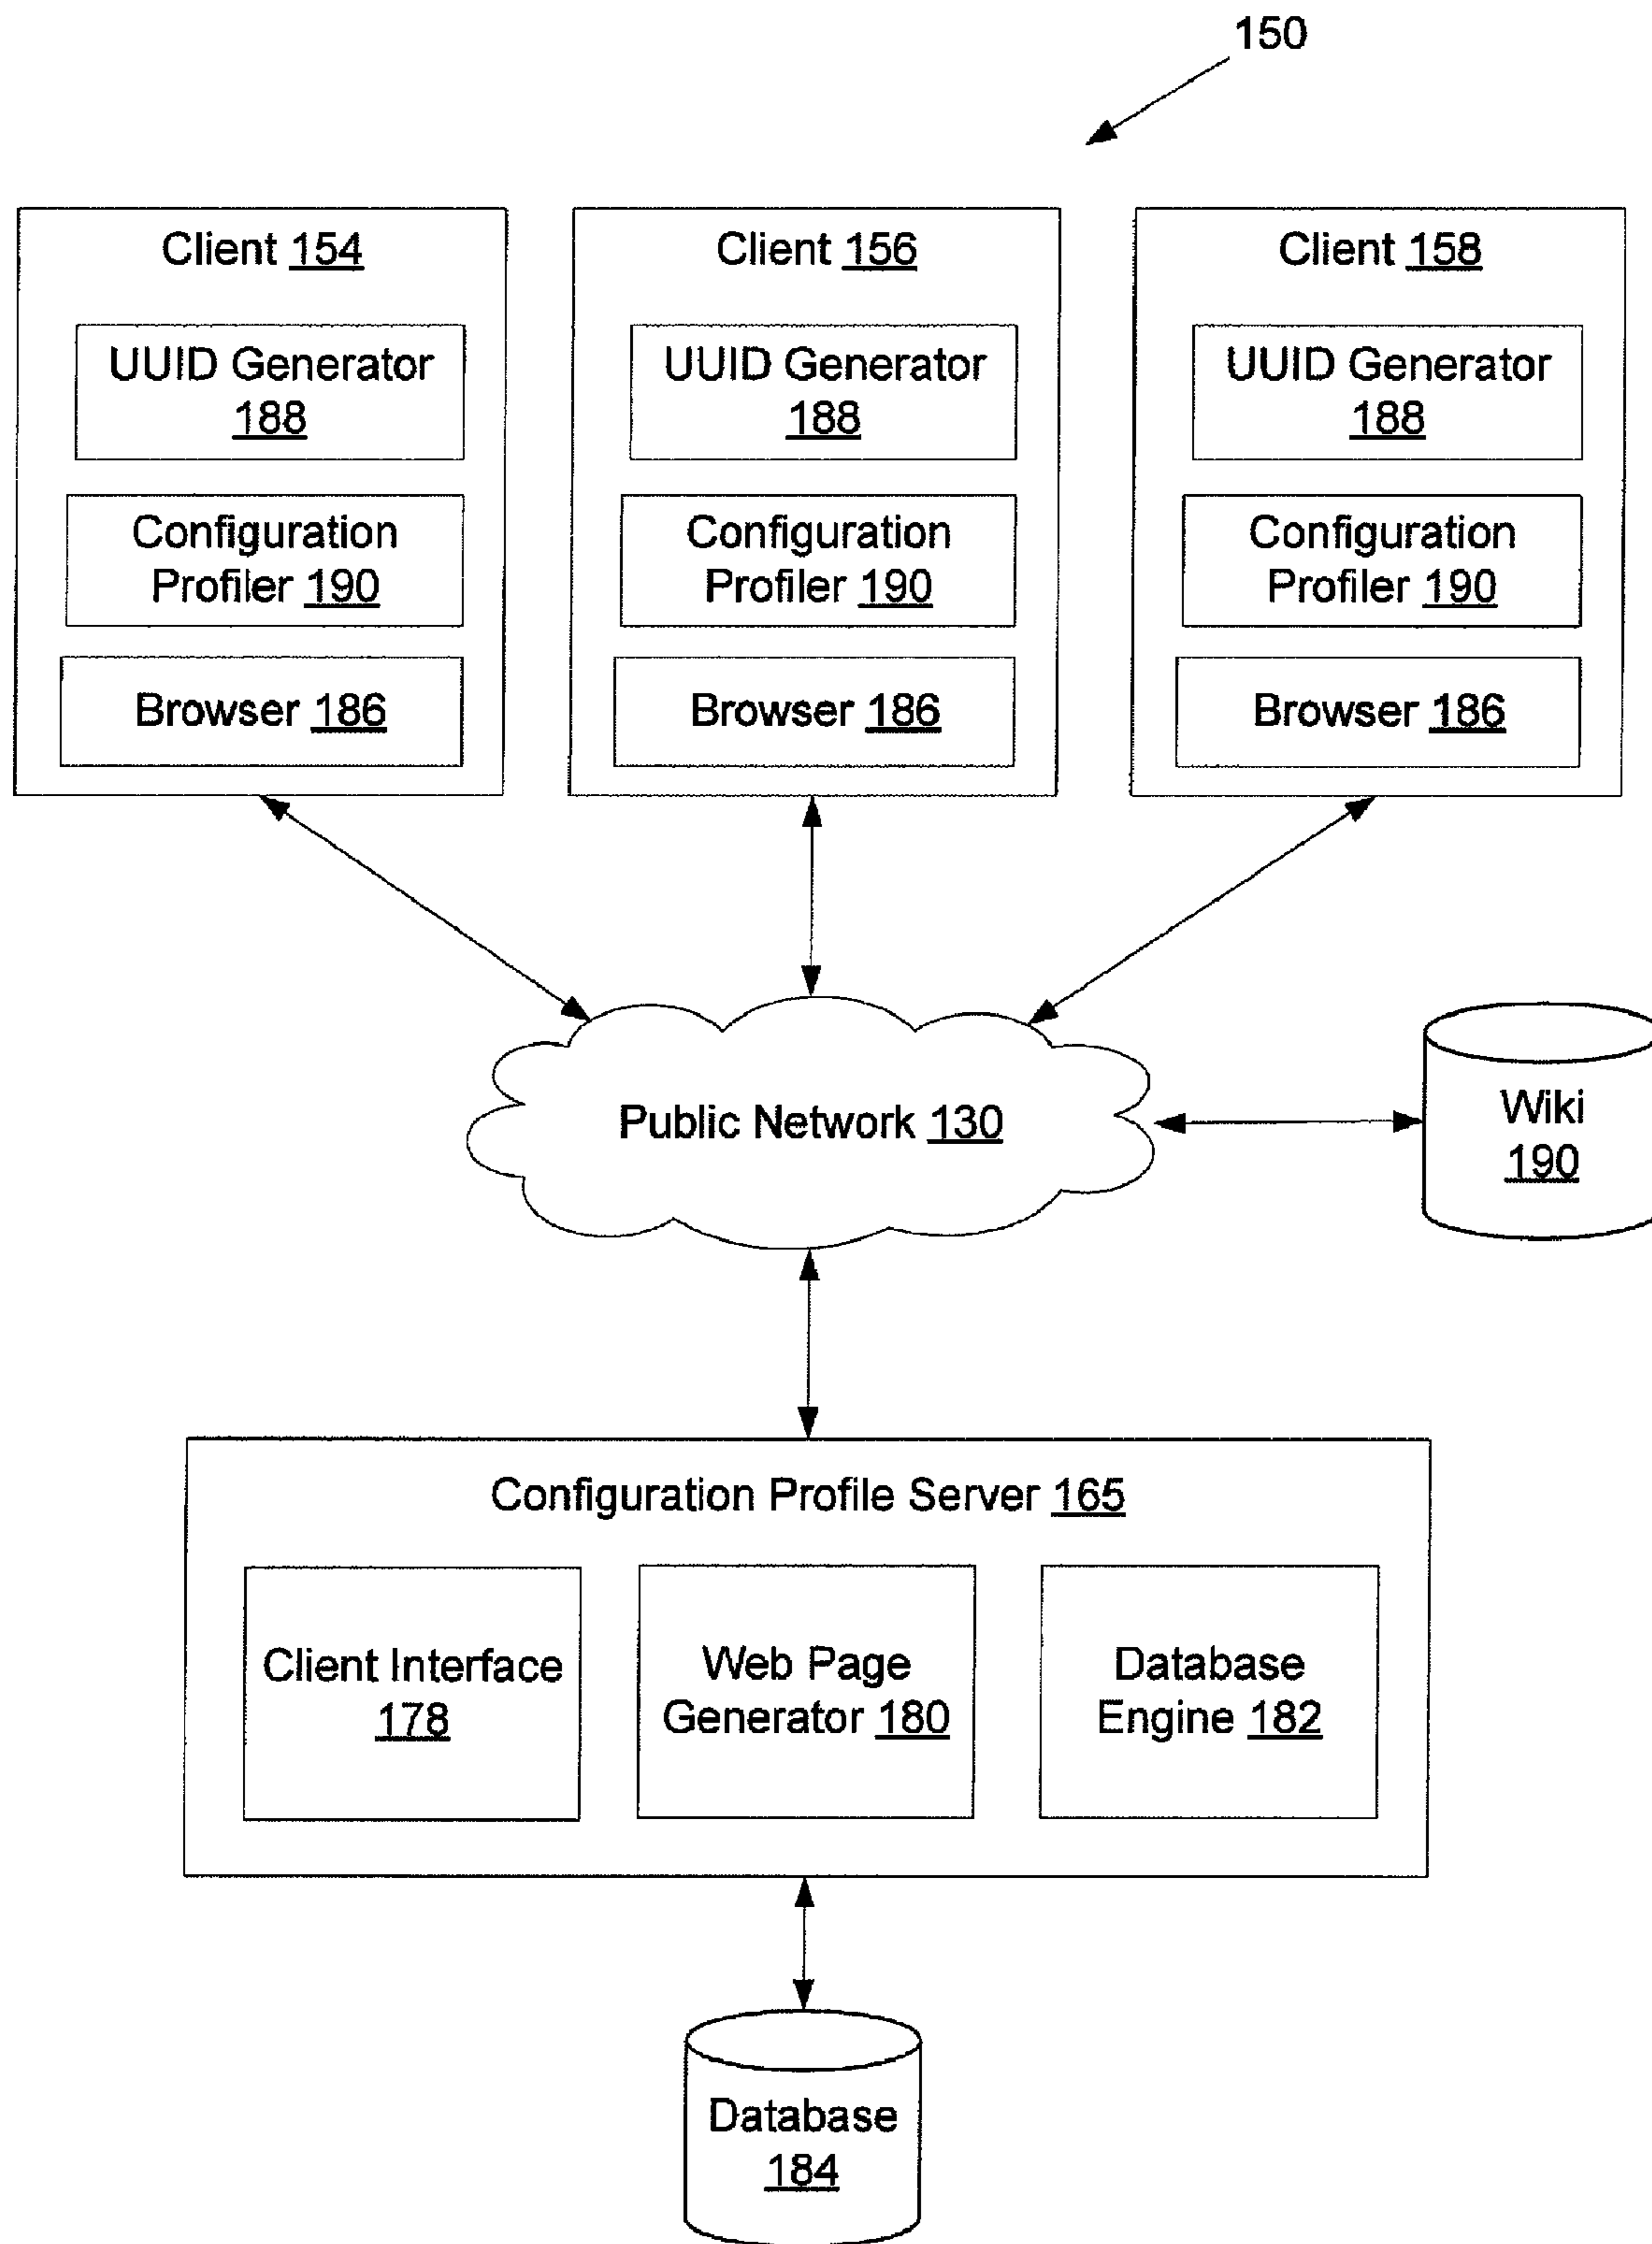 150
Client 154
UUID Generator
188
Configuration
Profiler 190
Browser 186
Client 156
UUID Generator
188
Configuration
Profiler 190
Browser 186
Client 158
UUID Generator
188
Configuration
Profiler 190
Browser 186
Public Network 130
Wiki
190
Configuration Profile Server 165
Client Interface
178
Web Page
Generator 180
Database
Engine 182
Database
184